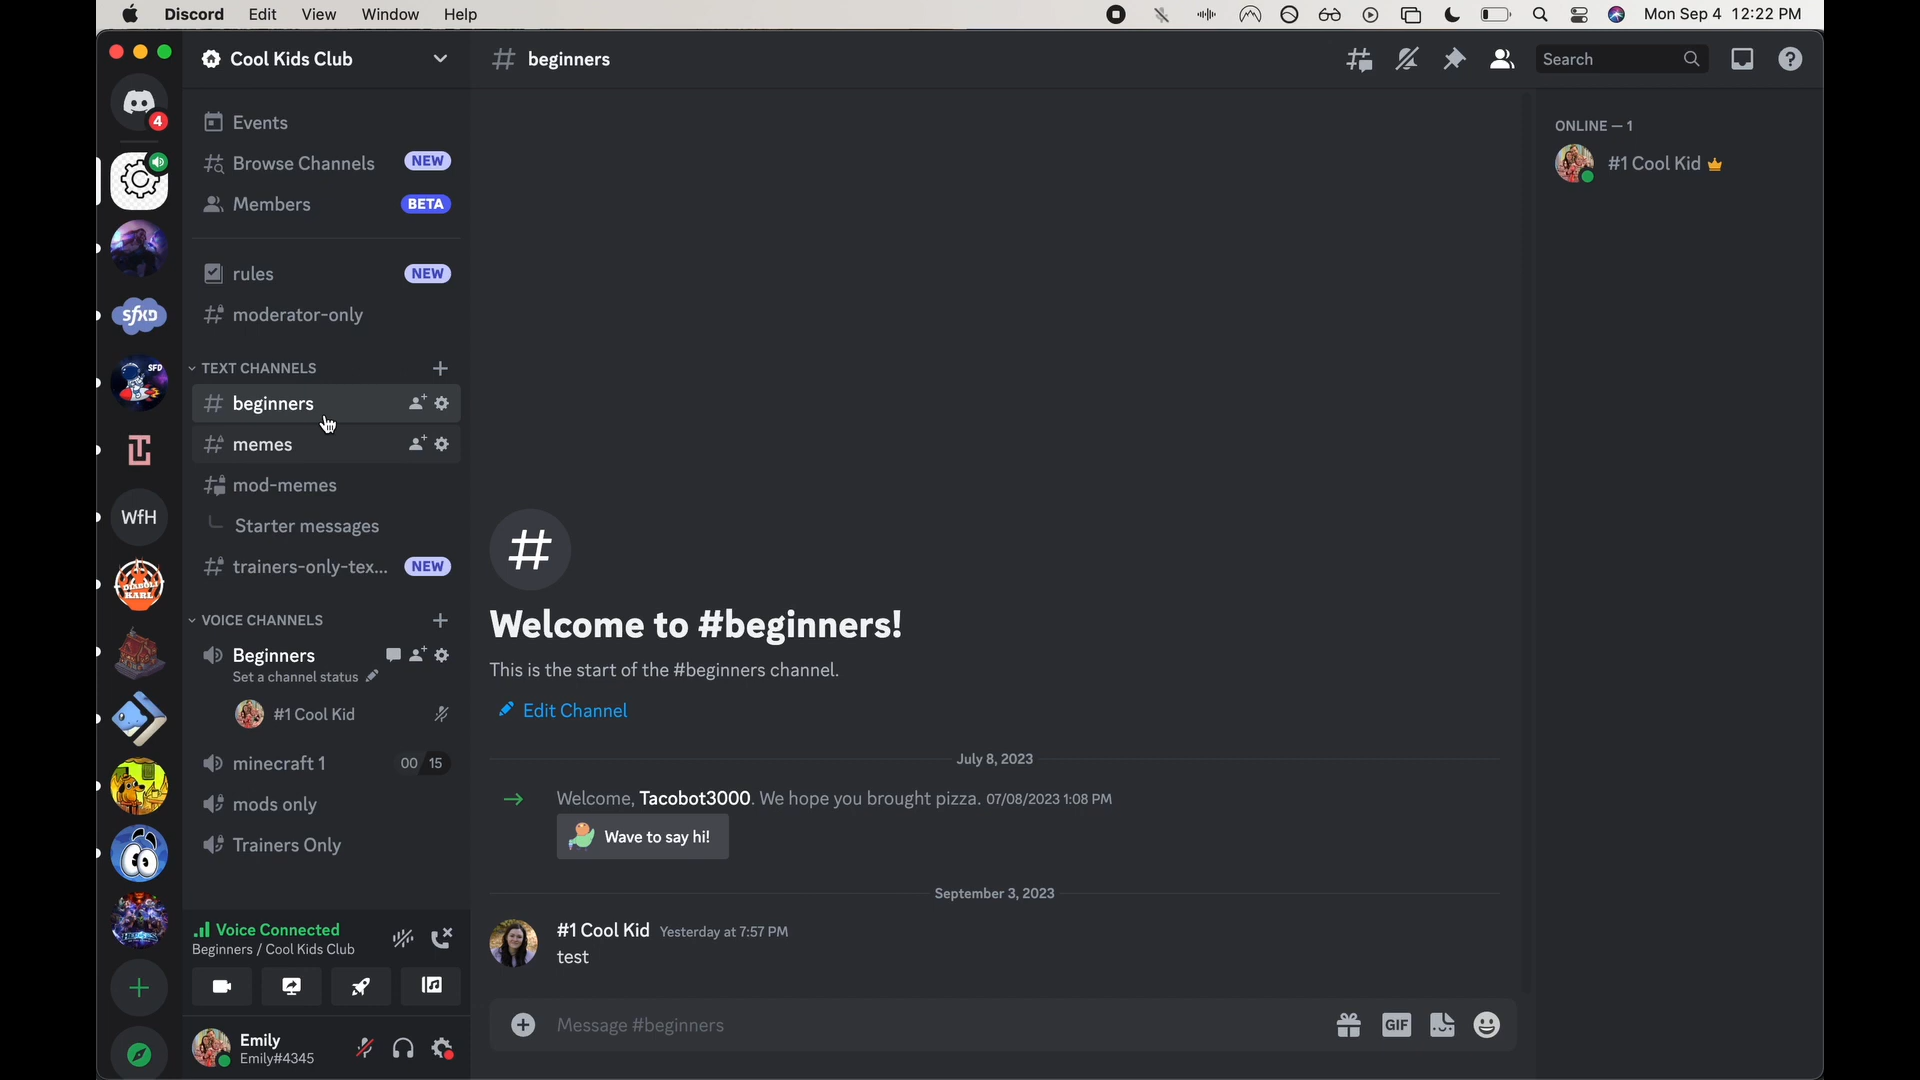 Discord Edit View Window Help Mon Sep 4 12:22 PM
Cool Kids Club
beginners
Search
4
Events
Browse Channels NEW
Members BETA
rules NEW
moderator-only
TEXT CHANNELS
beginners
memes
mod-memes
Starter messages
trainers-only-tex... NEW
VOICE CHANNELS
Beginners
Set a channel status
#1 Cool Kid
minecraft 1 00 15
mods only
Trainers Only
Voice Connected
Beginners / Cool Kids Club
Emily
Emily#4345
sfxD
SFD
WfH
DIABOLI
KARL
#
Welcome to #beginners!
This is the start of the #beginners channel.
Edit Channel
July 8, 2023
Welcome, Tacobot3000. We hope you brought pizza. 07/08/2023 1:08 PM
Wave to say hi!
September 3, 2023
#1 Cool Kid Yesterday at 7:57 PM
test
Message #beginners
GIF
ONLINE — 1
#1 Cool Kid